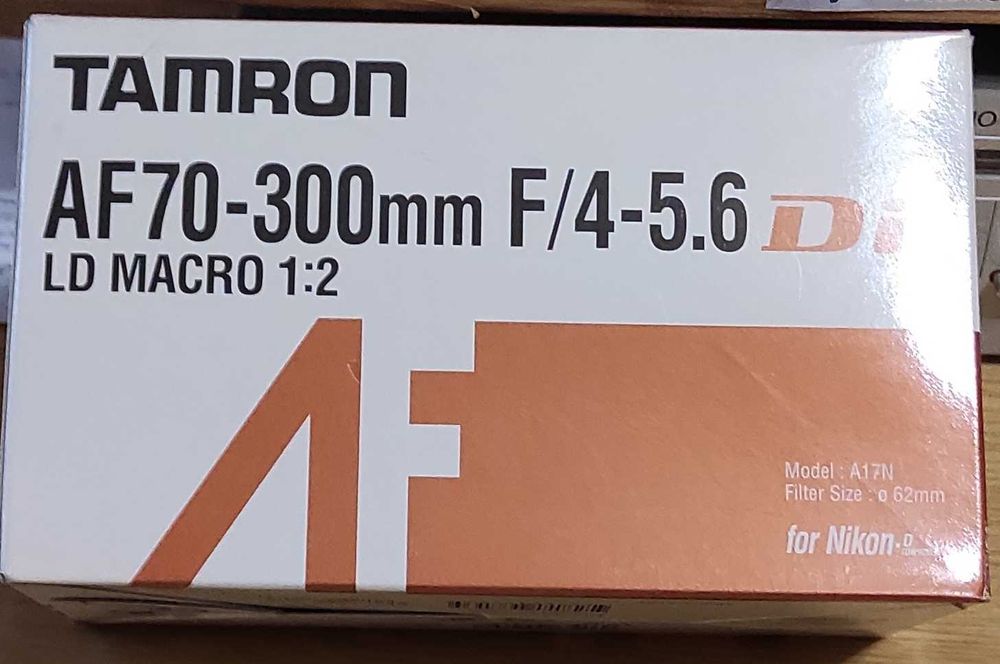 TAMRON
AF70-300mm F/4-5.6 Di
LD MACRO 1:2
AF
Model : A17N
Filter Size : ø 62mm
for Nikon-D